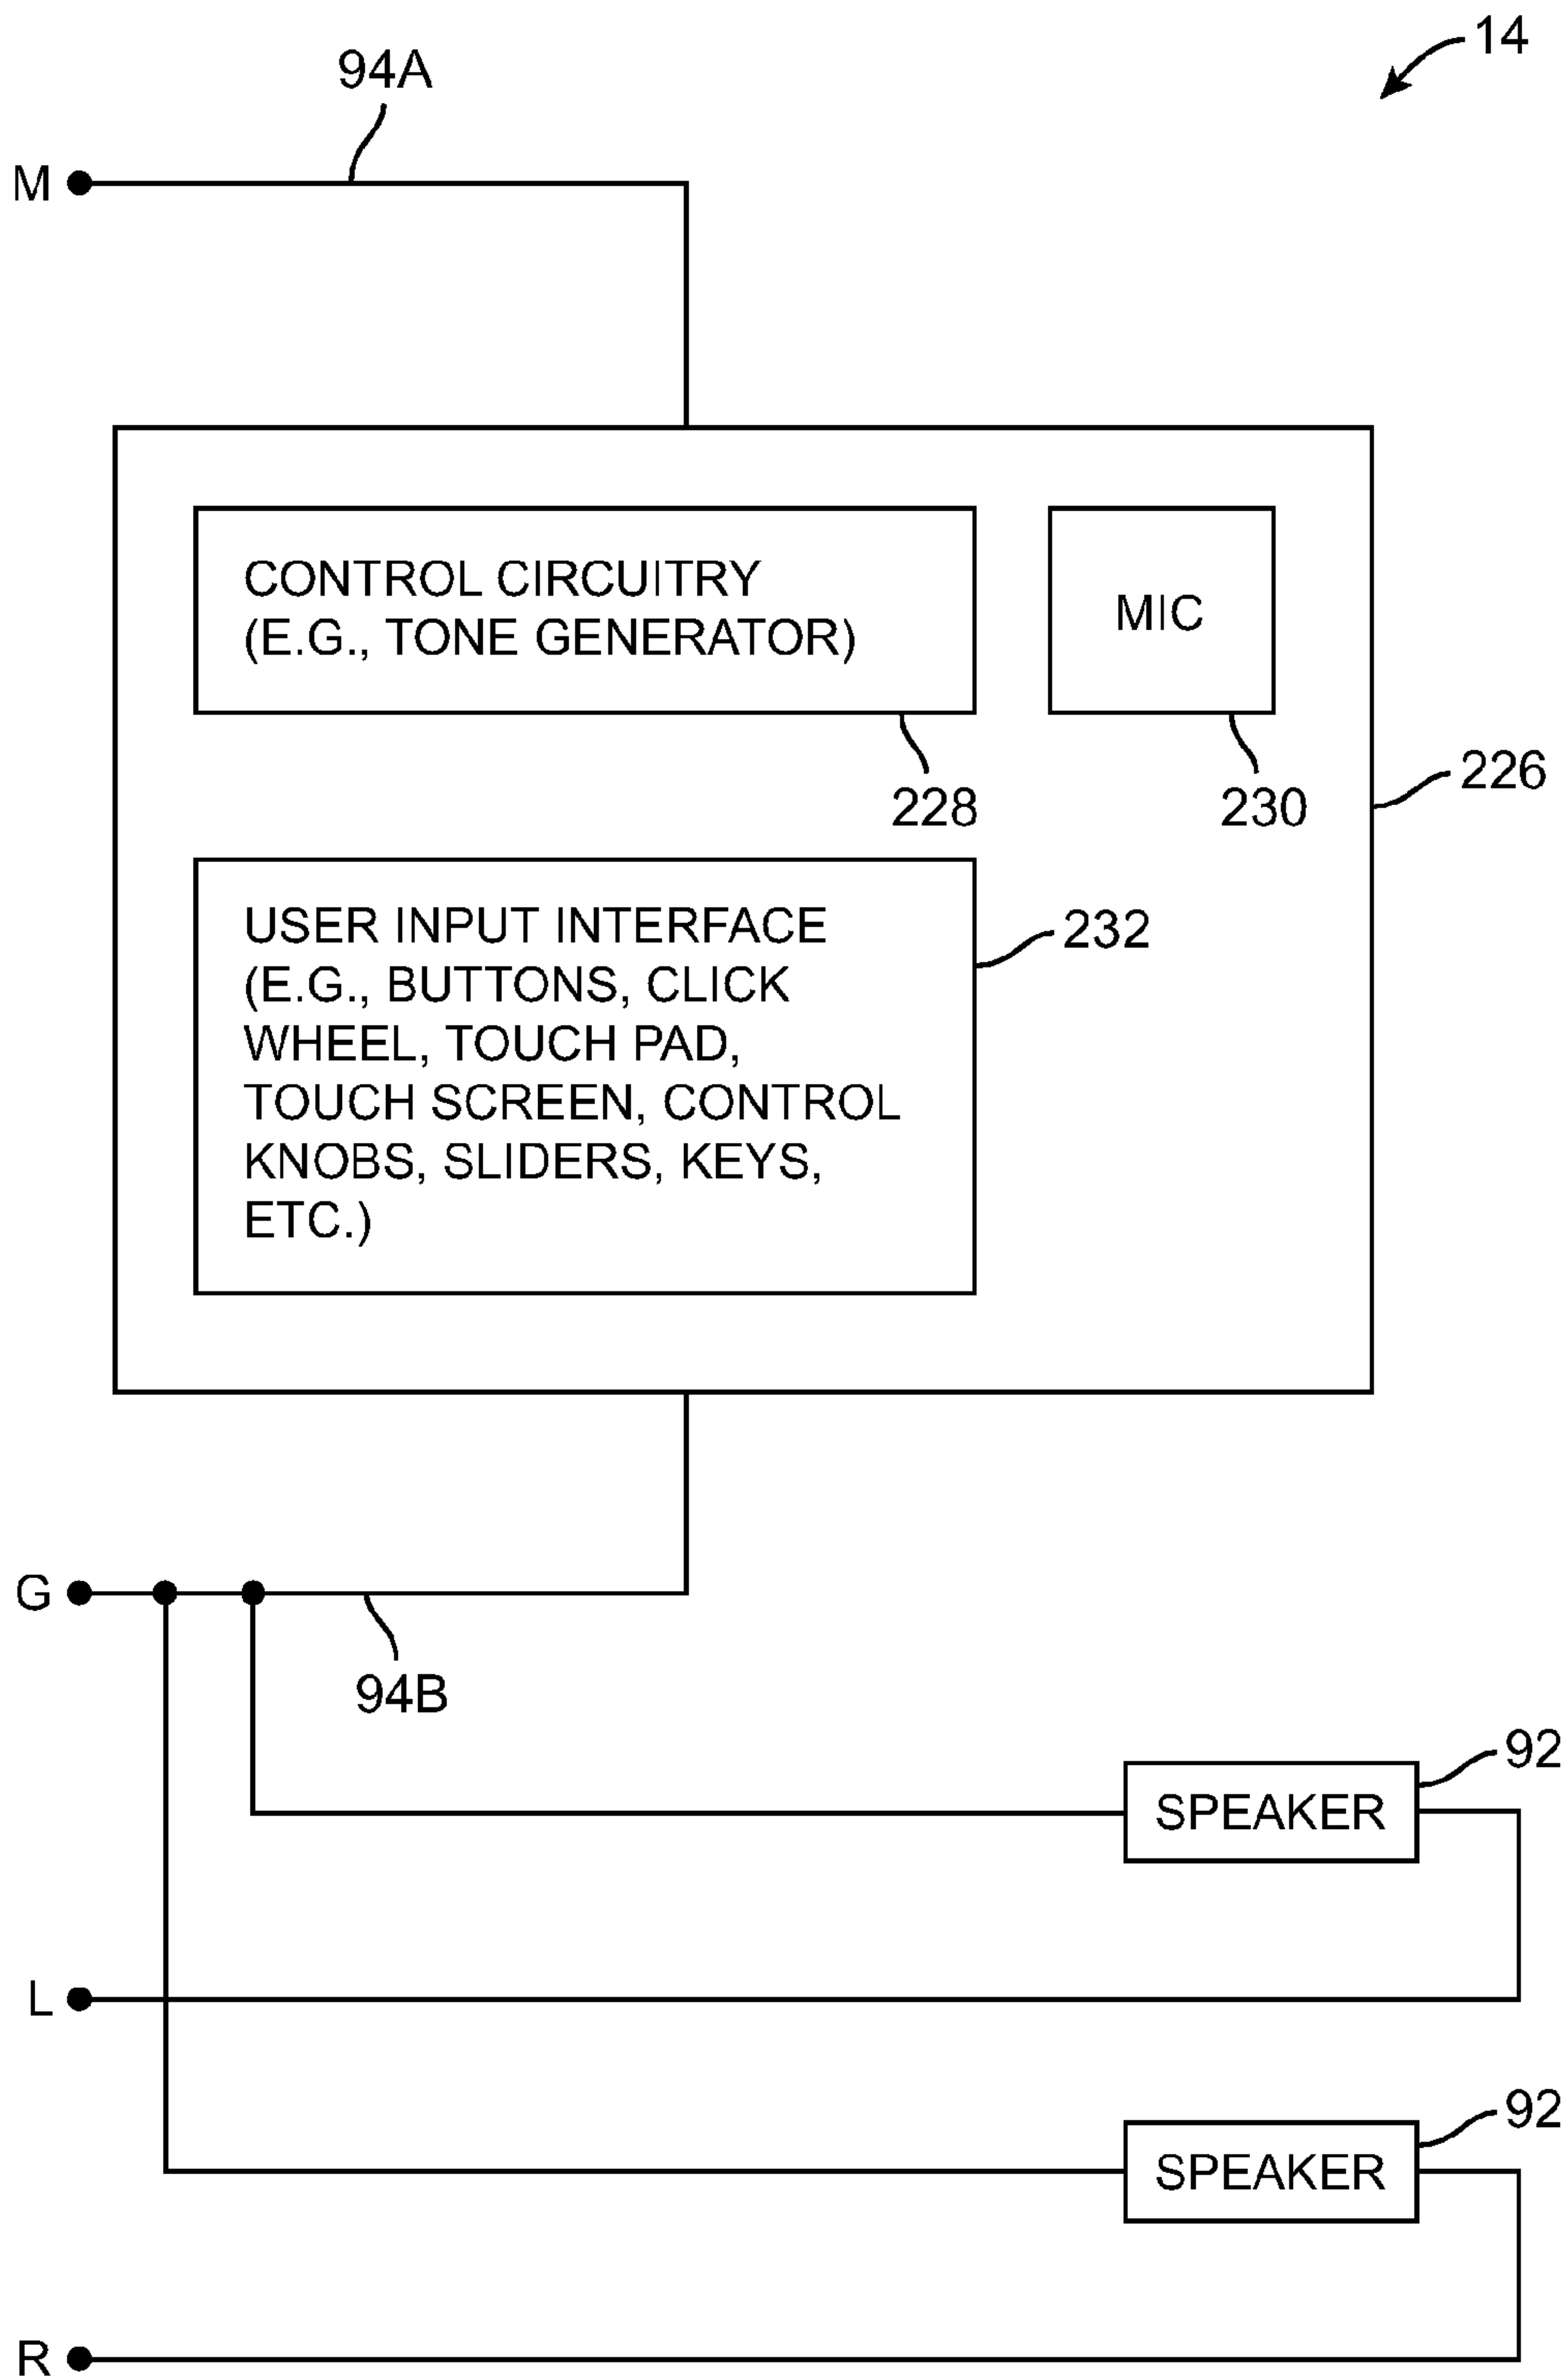 14
94A
M
CONTROL CIRCUITRY
(E.G., TONE GENERATOR)
MIC
226
228
230
USER INPUT INTERFACE
(E.G., BUTTONS, CLICK
WHEEL, TOUCH PAD,
TOUCH SCREEN, CONTROL
KNOBS, SLIDERS, KEYS,
ETC.)
232
G
94B
92
SPEAKER
L
92
SPEAKER
R